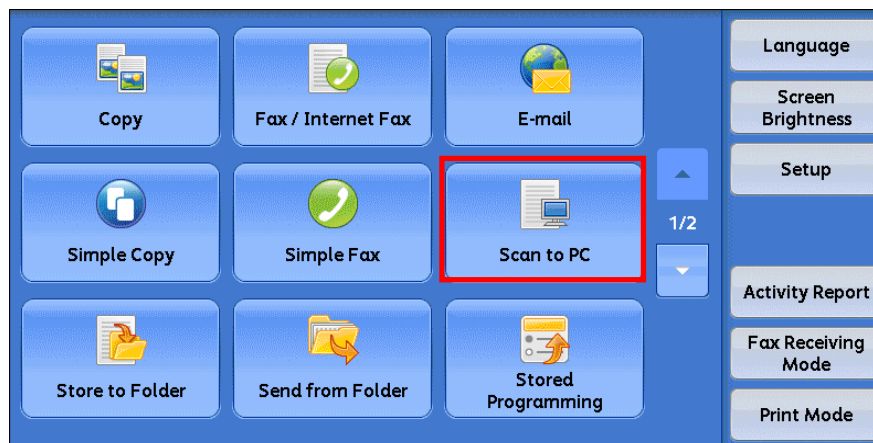 Copy
Fax / Internet Fax
E-mail
Simple Copy
Simple Fax
Scan to PC
Store to Folder
Send from Folder
Stored
Programming
1/2
Language
Screen
Brightness
Setup
Activity Report
Fax Receiving
Mode
Print Mode